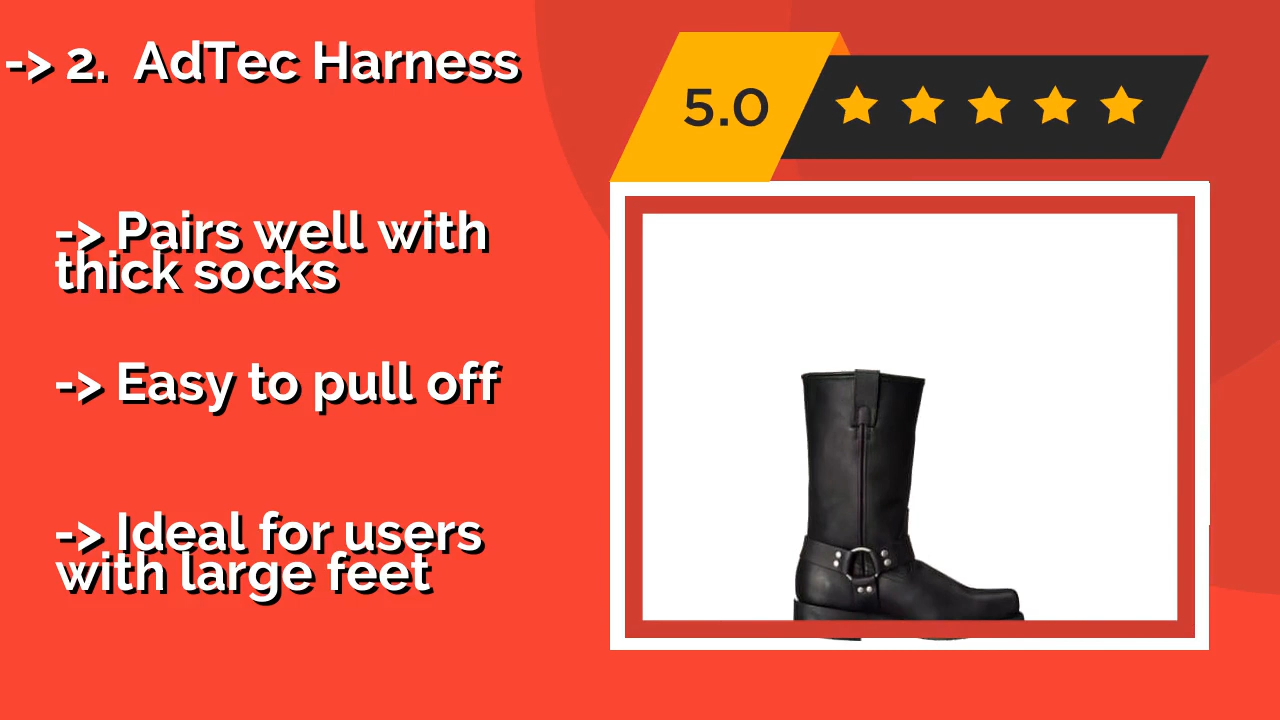 -> 2.  AdTec Harness
5.0
-> Pairs well with
thick socks
-> Easy to pull off
-> Ideal for users
with large feet